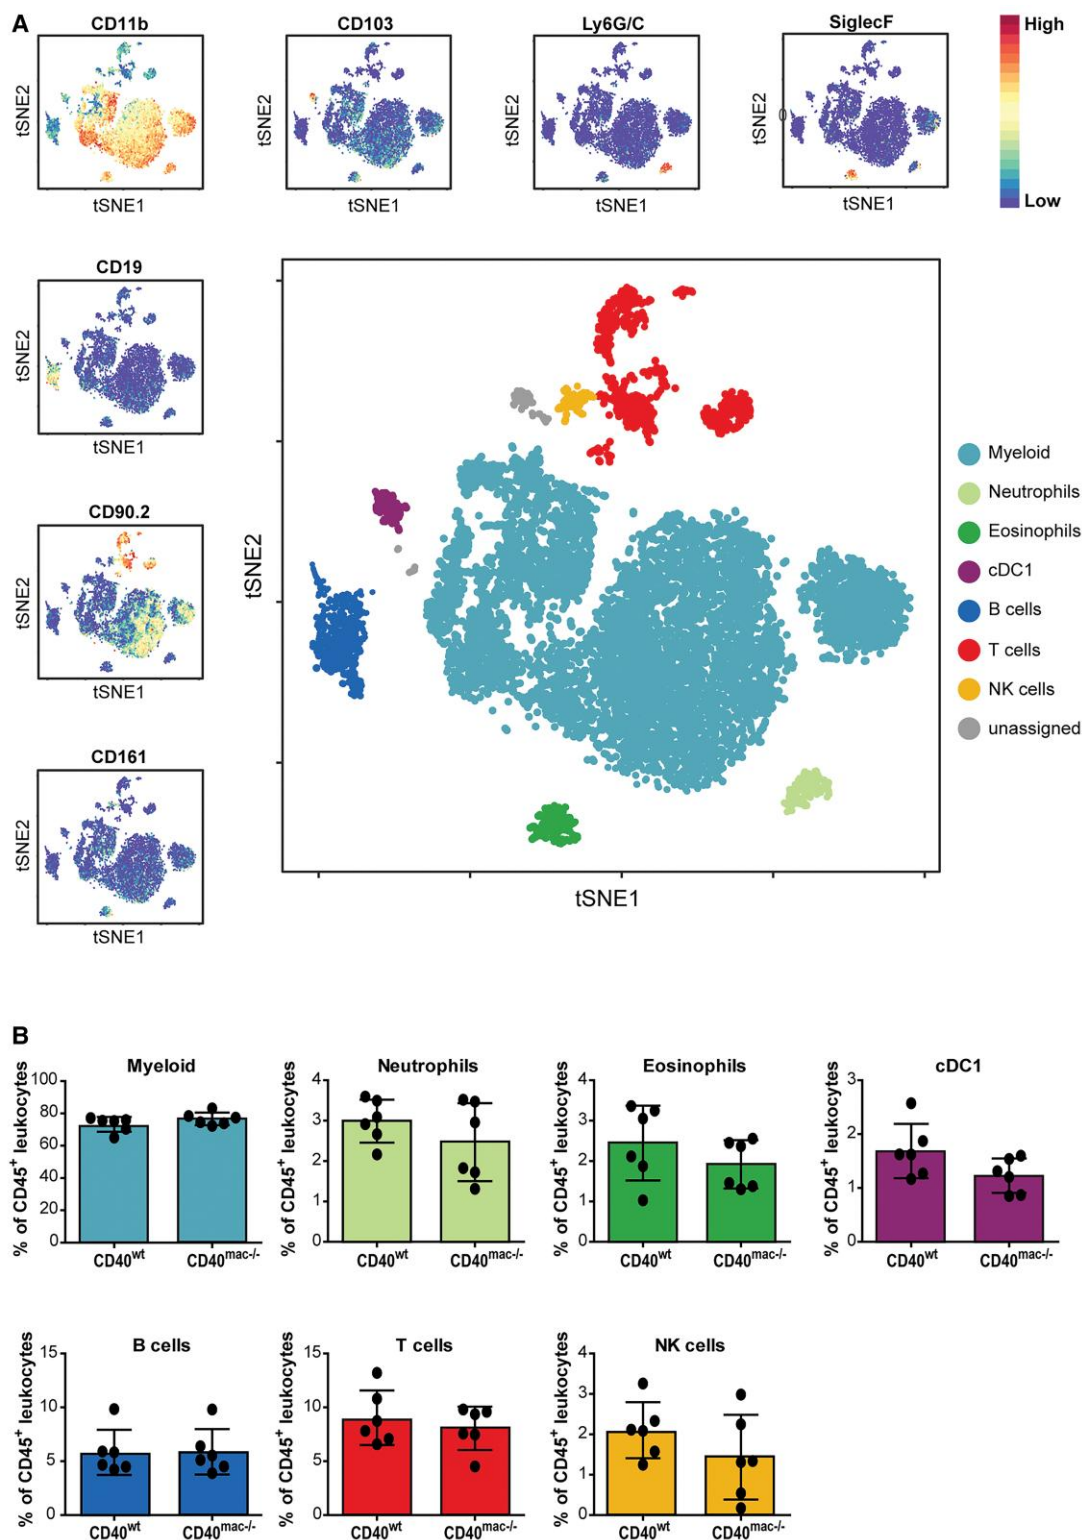 A
CD11b
CD103
Ly6G/C
SiglecF
High
Low
tSNE2
tSNE2
tSNE2
tSNE2
0
tSNE1
tSNE1
tSNE1
tSNE1
CD19
tSNE2
tSNE1
CD90.2
tSNE2
tSNE1
CD161
tSNE2
tSNE1
tSNE2
tSNE1
Myeloid
Neutrophils
Eosinophils
cDC1
B cells
T cells
NK cells
unassigned
B
Myeloid
% of CD45+ leukocytes
100
80
60
40
20
0
CD40wt
CD40mac-/-
Neutrophils
% of CD45+ leukocytes
4
3
2
1
0
CD40wt
CD40mac-/-
Eosinophils
% of CD45+ leukocytes
4
3
2
1
0
CD40wt
CD40mac-/-
cDC1
% of CD45+ leukocytes
3
2
1
0
CD40wt
CD40mac-/-
B cells
% of CD45+ leukocytes
15
10
5
0
CD40wt
CD40mac-/-
T cells
% of CD45+ leukocytes
15
10
5
0
CD40wt
CD40mac-/-
NK cells
% of CD45+ leukocytes
4
3
2
1
0
CD40wt
CD40mac-/-